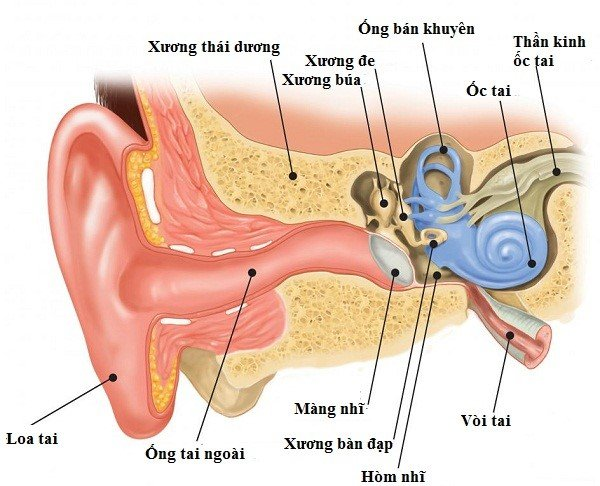 Ống bán khuyên
Xương thái dương
Xương đe
Xương búa
Thần kinh
ốc tai
Ốc tai
Loa tai
Ống tai ngoài
Màng nhĩ
Xương bàn đạp
Hòm nhĩ
Vòi tai